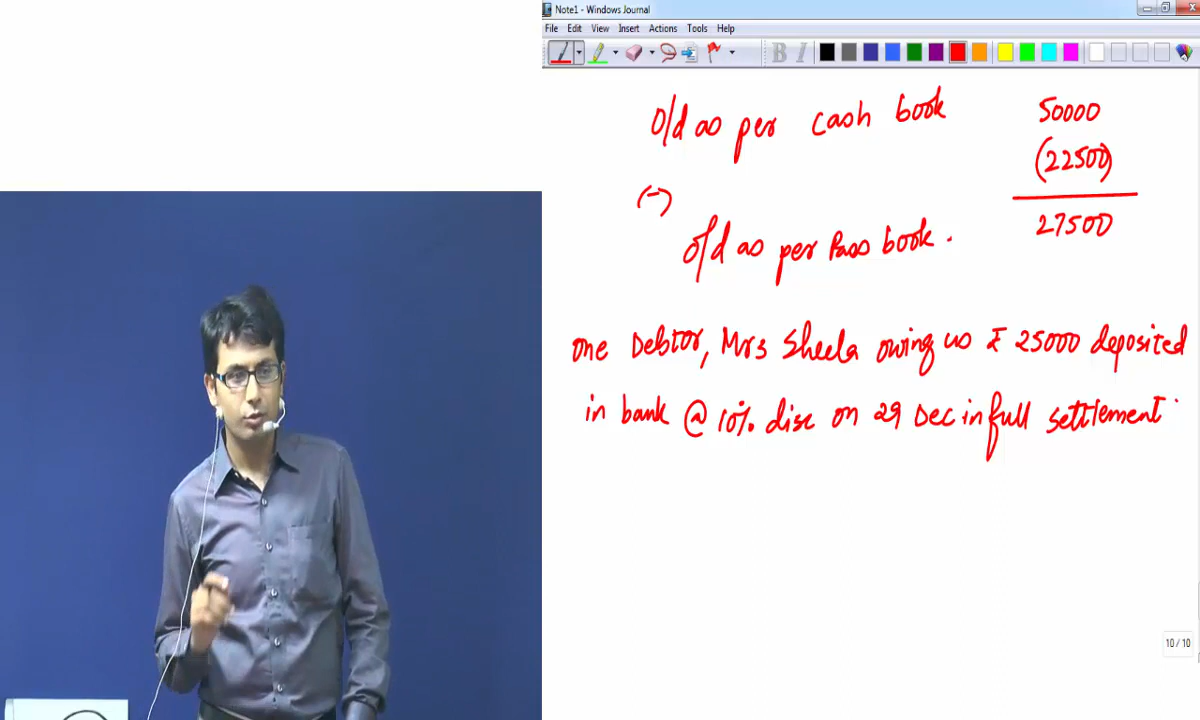 Note1 - Windows Journal
File Edit View Insert Actions Tools Help
B I
O/d as per cash book 50000
(22500)
(-)
O/d as per Pass book. 27500
One Debtor, Mrs Sheela owing us ₹ 25000 deposited
in bank @ 10% disc on 29 Dec in full settlement
10 / 10